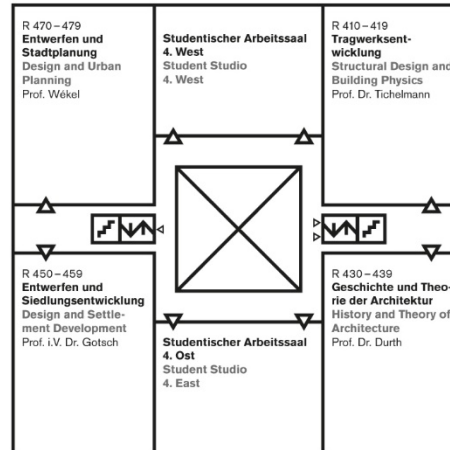 R 470–479
Entwerfen und
Stadtplanung
Design and Urban
Planning
Prof. Wékel
Studentischer Arbeitssaal
4. West
Student Studio
4. West
R 410–419
Tragwerksent-
wicklung
Structural Design and
Building Physics
Prof. Dr. Tichelmann
R 450–459
Entwerfen und
Siedlungsentwicklung
Design and Settle-
ment Development
Prof. i.V. Dr. Gotsch
Studentischer Arbeitssaal
4. Ost
Student Studio
4. East
R 430–439
Geschichte und Theo-
rie der Architektur
History and Theory of
Architecture
Prof. Dr. Durth